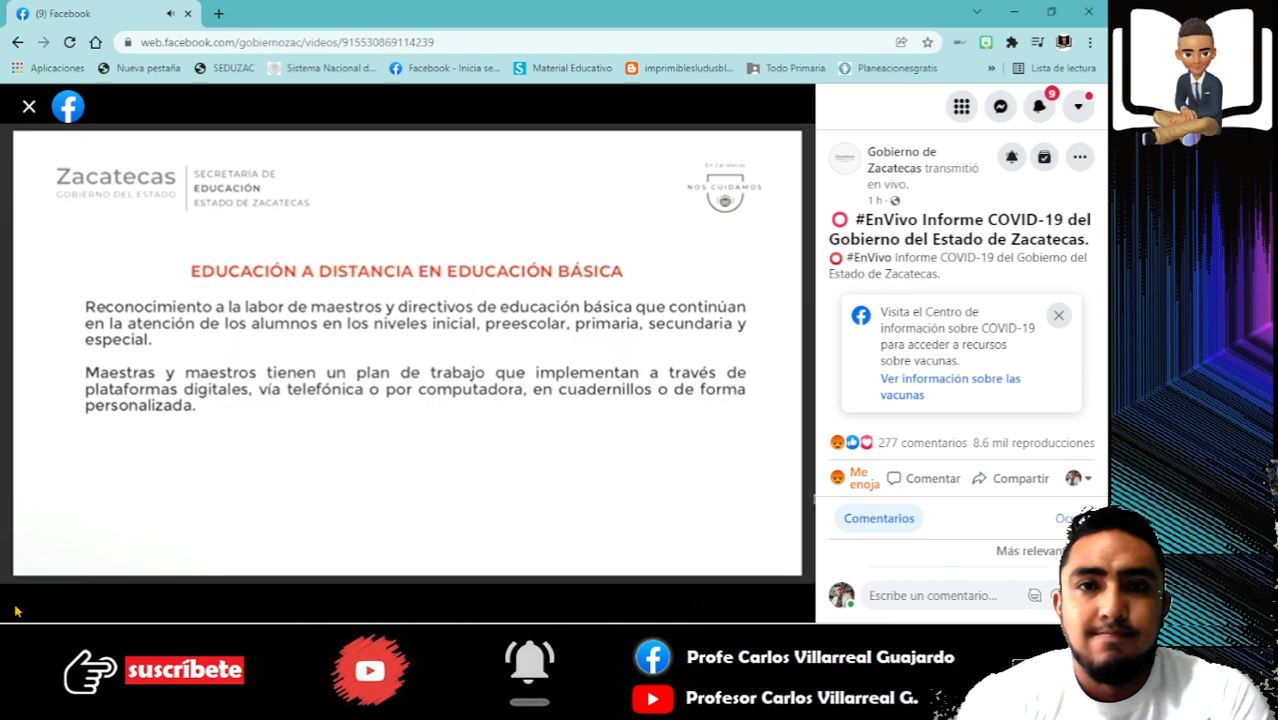 (9) Facebook
web.facebook.com/gobiernozac/videos/915530869114239
Aplicaciones
Nueva pestaña
SEDUZAC
Sistema Nacional d...
Facebook - Inicia se...
Material Educativo
imprimiblesludusbl...
Todo Primaria
Planeacionesgratis
»
Lista de lectura
Zacatecas
GOBIERNO DEL ESTADO
SECRETARÍA DE
EDUCACIÓN
ESTADO DE ZACATECAS
En Zacatecas
NOS CUIDAMOS
EDUCACIÓN A DISTANCIA EN EDUCACIÓN BÁSICA
Reconocimiento a la labor de maestros y directivos de educación básica que continúan
en la atención de los alumnos en los niveles inicial, preescolar, primaria, secundaria y
especial.
Maestras y maestros tienen un plan de trabajo que implementan a través de
plataformas digitales, vía telefónica o por computadora, en cuadernillos o de forma
personalizada.
9
Gobierno de
Zacatecas transmitió
en vivo.
1 h ·
#EnVivo Informe COVID-19 del
Gobierno del Estado de Zacatecas.
#EnVivo Informe COVID-19 del Gobierno del
Estado de Zacatecas.
Visita el Centro de
información sobre COVID-19
para acceder a recursos
sobre vacunas.
Ver información sobre las
vacunas
277 comentarios 8.6 mil reproducciones
Me
enoja
Comentar
Compartir
Comentarios
Más relevan
Escribe un comentario...
suscríbete
Profe Carlos Villarreal Guajardo
Profesor Carlos Villarreal G.